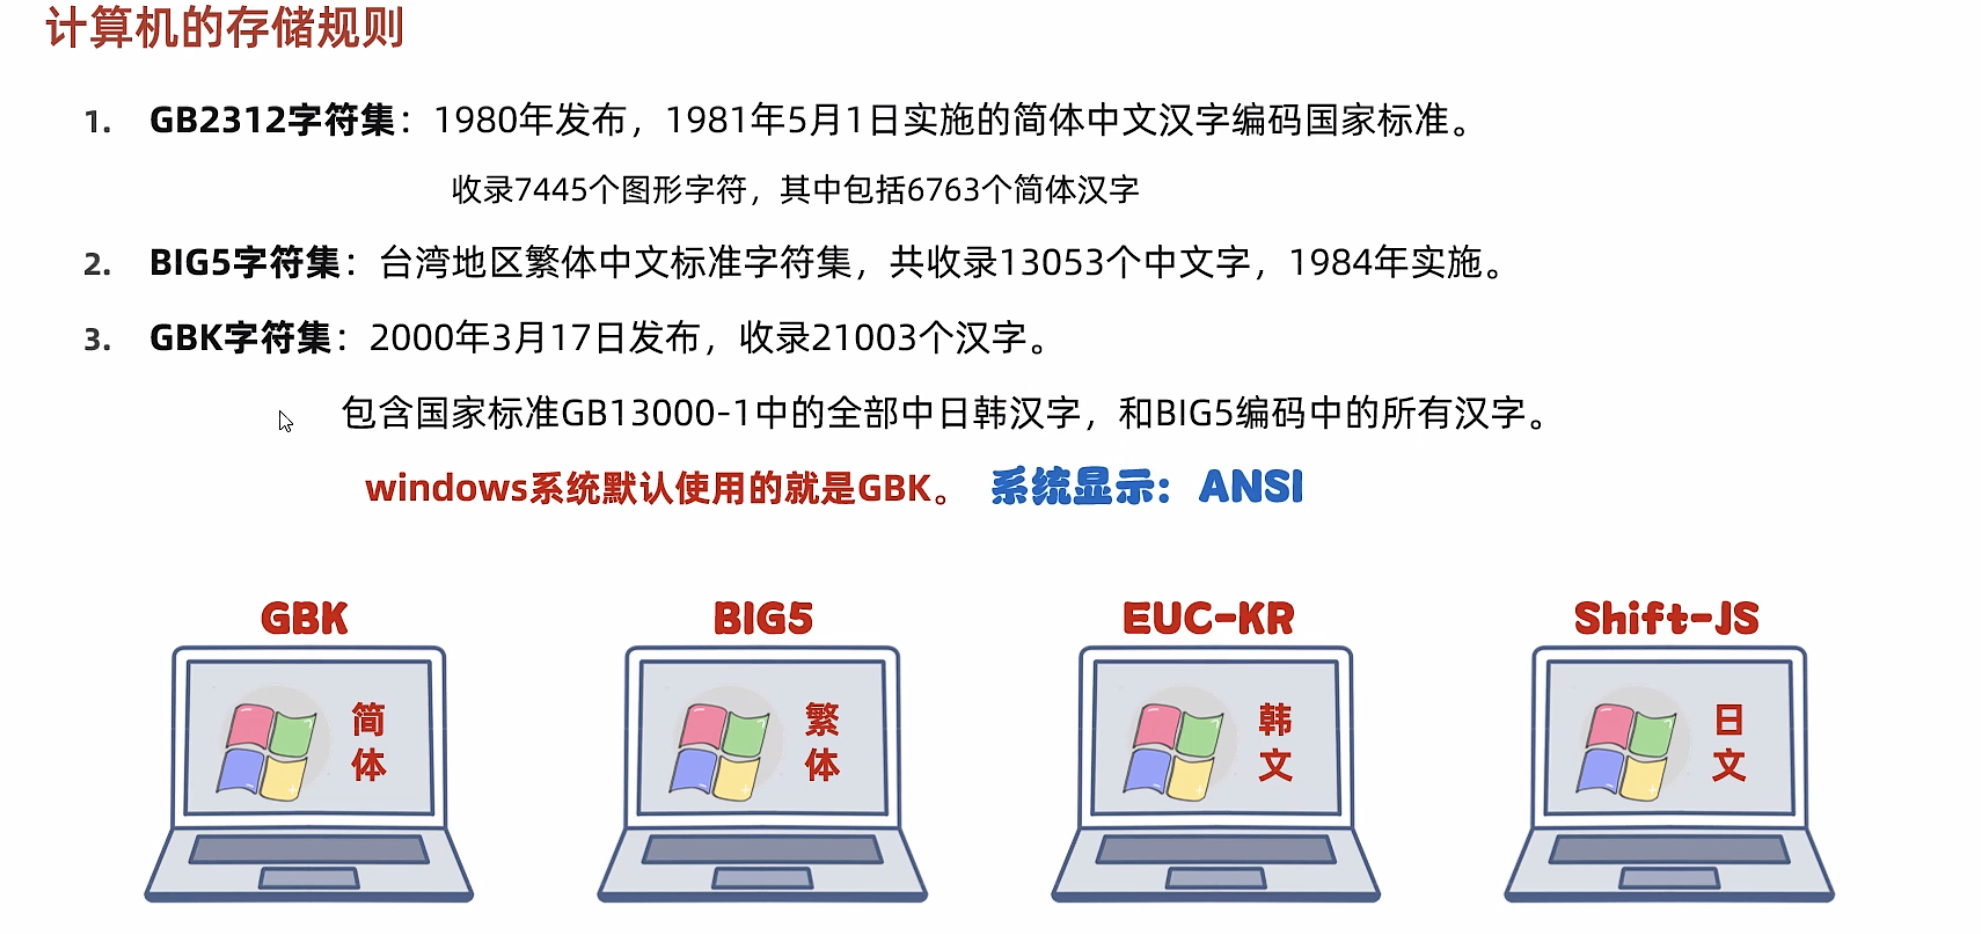 计算机的存储规则
1. GB2312字符集：1980年发布，1981年5月1日实施的简体中文汉字编码国家标准。
收录7445个图形字符，其中包括6763个简体汉字
2. BIG5字符集：台湾地区繁体中文标准字符集，共收录13053个中文字，1984年实施。
3. GBK字符集：2000年3月17日发布，收录21003个汉字。
包含国家标准GB13000-1中的全部中日韩汉字，和BIG5编码中的所有汉字。
windows系统默认使用的就是GBK。 系统显示：ANSI
GBK BIG5 EUC-KR Shift-JS
简体 繁体 韩文 日文